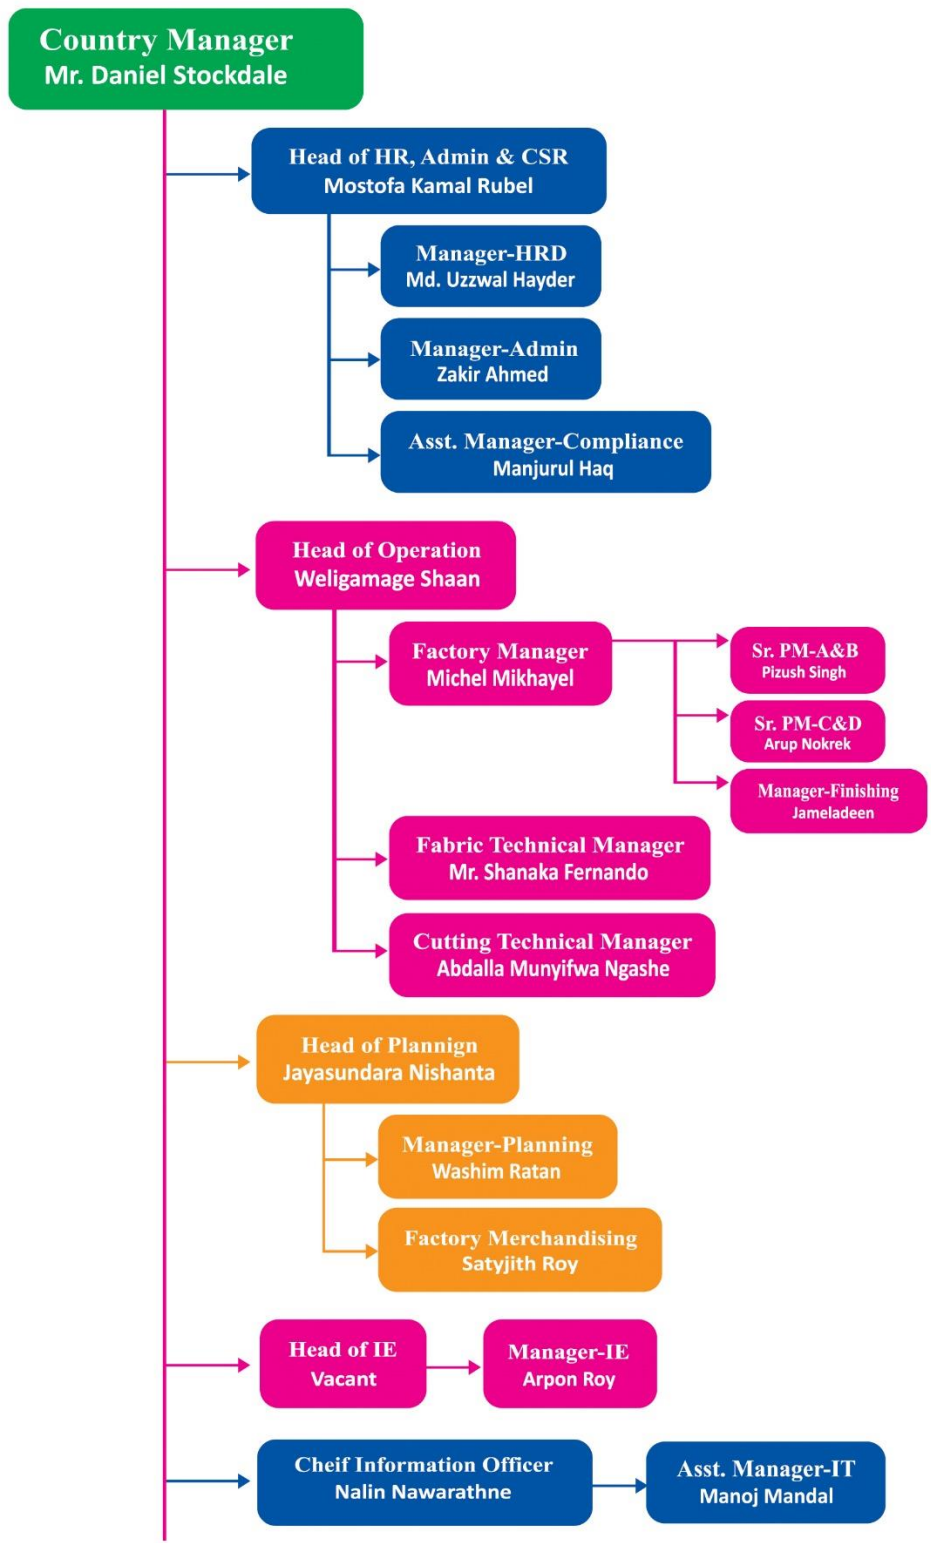 Country Manager
Mr. Daniel Stockdale
Head of HR, Admin & CSR
Mostofa Kamal Rubel
Manager-HRD
Md. Uzzwal Hayder
Manager-Admin
Zakir Ahmed
Asst. Manager-Compliance
Manjurul Haq
Head of Operation
Weligamage Shaan
Factory Manager
Michel Mikhayel
Sr. PM-A&B
Pizush Singh
Sr. PM-C&D
Arup Nokrek
Manager-Finishing
Jameladeen
Fabric Technical Manager
Mr. Shanaka Fernando
Cutting Technical Manager
Abdalla Munyifwa Ngashe
Head of Plannign
Jayasundara Nishanta
Manager-Planning
Washim Ratan
Factory Merchandising
Satyjith Roy
Head of IE
Vacant
Manager-IE
Arpon Roy
Cheif Information Officer
Nalin Nawarathne
Asst. Manager-IT
Manoj Mandal